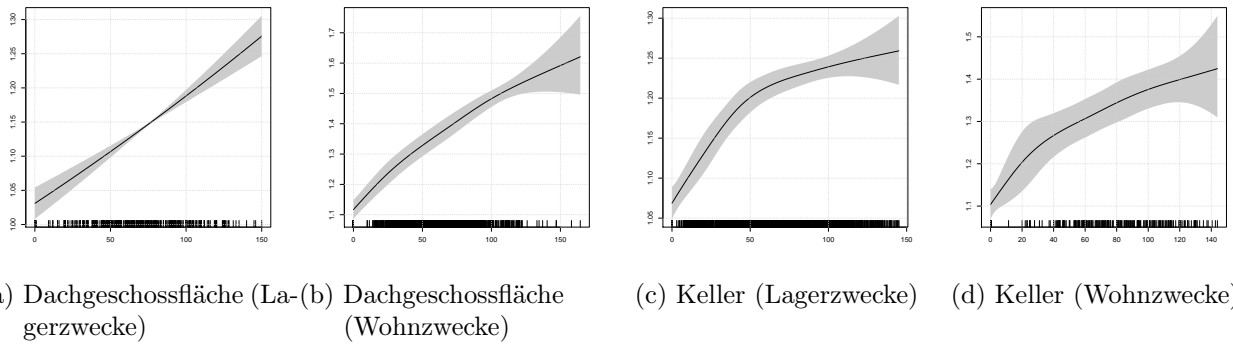 1.00 1.05 1.10 1.15 1.20 1.25 1.30
0 50 100 150
1.1 1.2 1.3 1.4 1.5 1.6 1.7
0 50 100 150
1.05 1.10 1.15 1.20 1.25 1.30
0 50 100 150
1.1 1.2 1.3 1.4 1.5
0 20 40 60 80 100 120 140
) Dachgeschossfläche (La-
gerzwecke)
(b) Dachgeschossfläche
(Wohnzwecke)
(c) Keller (Lagerzwecke)
(d) Keller (Wohnzwecke)